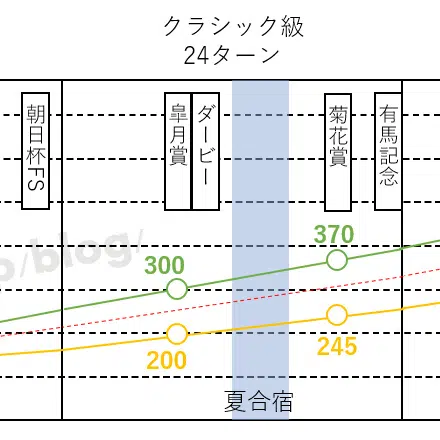 クラシック級
24ターン
朝日杯FS
皐月賞
ダービー
菊花賞
有馬記念
o/blog/
370
300
200
245
夏合宿